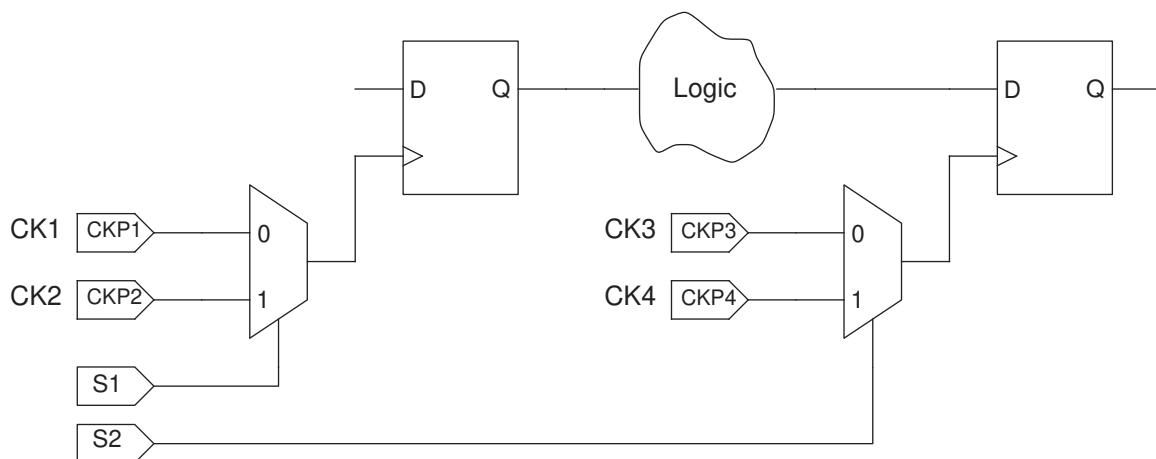 D Q Logic D Q
CK1 CKP1 0 CK3 CKP3 0
CK2 CKP2 1 CK4 CKP4 1
S1
S2